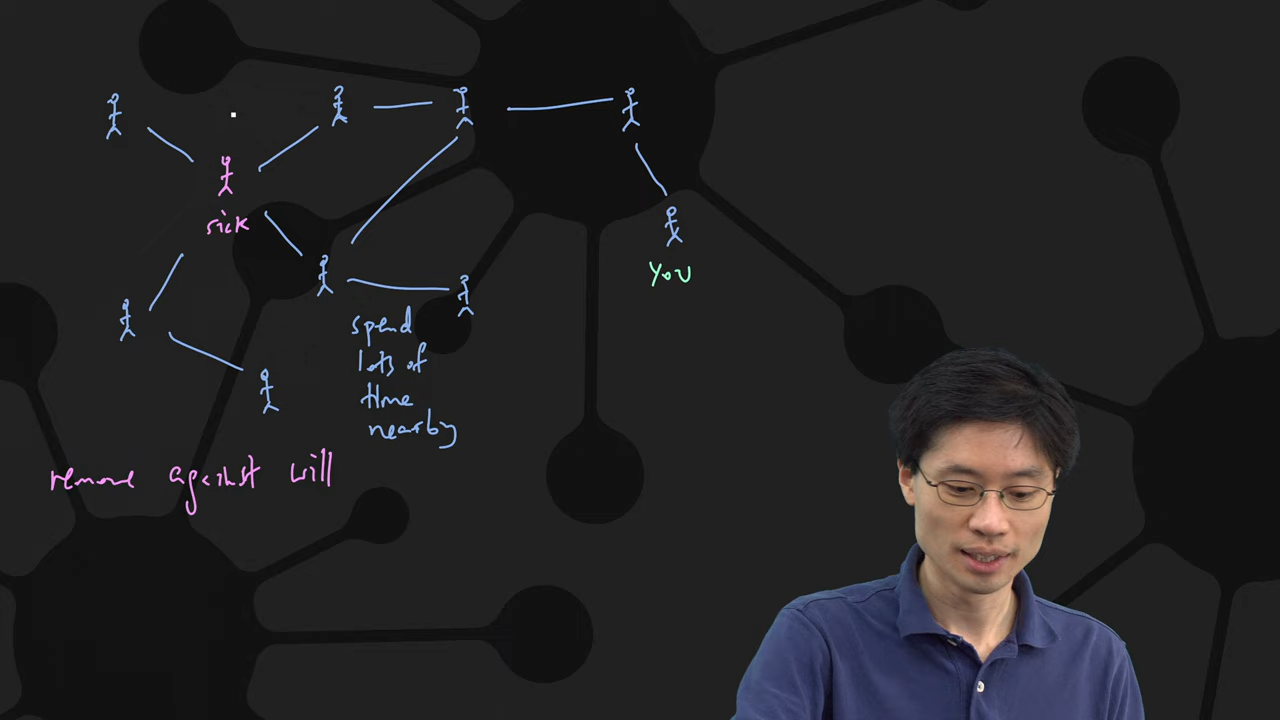 sick
you
spend
lots of
time
nearby
remove against will